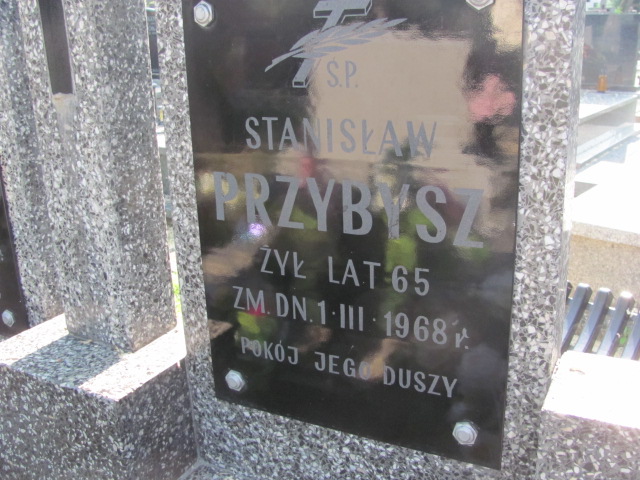 Ś.P.
STANISŁAW
PRZYBYSZ
ŻYŁ LAT 65
ZM. DN. 1·III·1968 r.
POKÓJ JEGO DUSZY